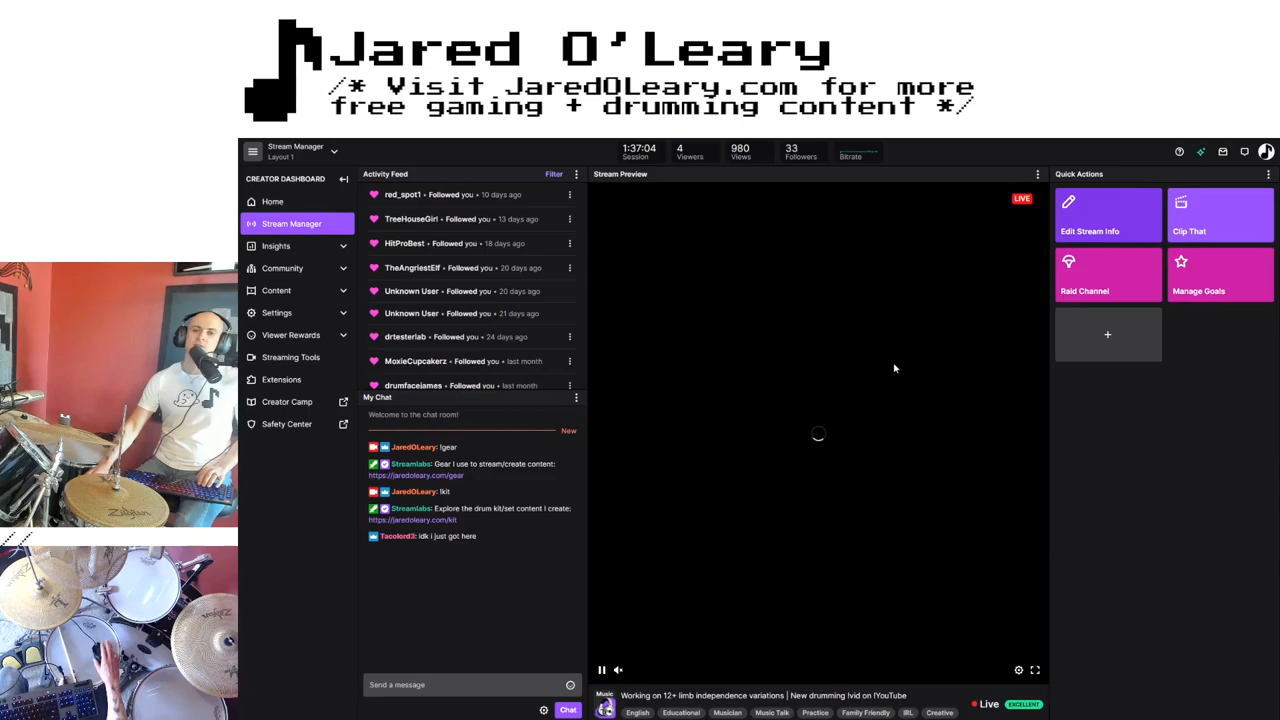 Jared O'Leary
/* Visit JaredOLeary.com for more
free gaming + drumming content */
Stream Manager
Layout 1
1:37:04
Session
4
Viewers
980
Views
33
Followers
Bitrate
CREATOR DASHBOARD
Home
Stream Manager
Insights
Community
Content
Settings
Viewer Rewards
Streaming Tools
Extensions
Creator Camp
Safety Center
Activity Feed Filter
red_spot1 • Followed you • 10 days ago
TreeHouseGirl • Followed you • 13 days ago
HitProBest • Followed you • 18 days ago
TheAngriestElf • Followed you • 20 days ago
Unknown User • Followed you • 20 days ago
Unknown User • Followed you • 21 days ago
drtesterlab • Followed you • 24 days ago
MoxieCupcakerz • Followed you • last month
drumfacejames • Followed you • last month
My Chat
Welcome to the chat room!
New
JaredOLeary: !gear
Streamlabs: Gear I use to stream/create content:
https://jaredoleary.com/gear
JaredOLeary: !kit
Streamlabs: Explore the drum kit/set content I create:
https://jaredoleary.com/kit
Tacolord3: idk i just got here
Send a message
Chat
Stream Preview
LIVE
Music
Working on 12+ limb independence variations | New drumming !vid on !YouTube
English Educational Musician Music Talk Practice Family Friendly IRL Creative
Live EXCELLENT
Quick Actions
Edit Stream Info
Clip That
Raid Channel
Manage Goals
+
Zildjian
//